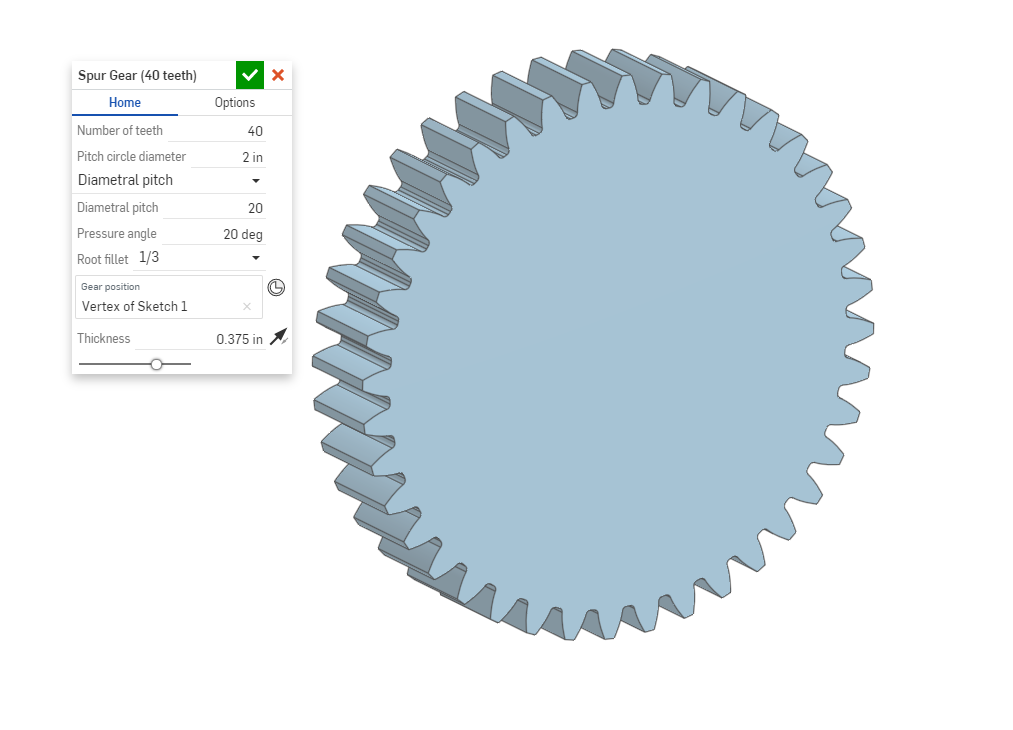 Spur Gear (40 teeth)
Home Options
Number of teeth 40
Pitch circle diameter 2 in
Diametral pitch
Diametral pitch 20
Pressure angle 20 deg
Root fillet 1/3
Gear position
Vertex of Sketch 1
Thickness 0.375 in